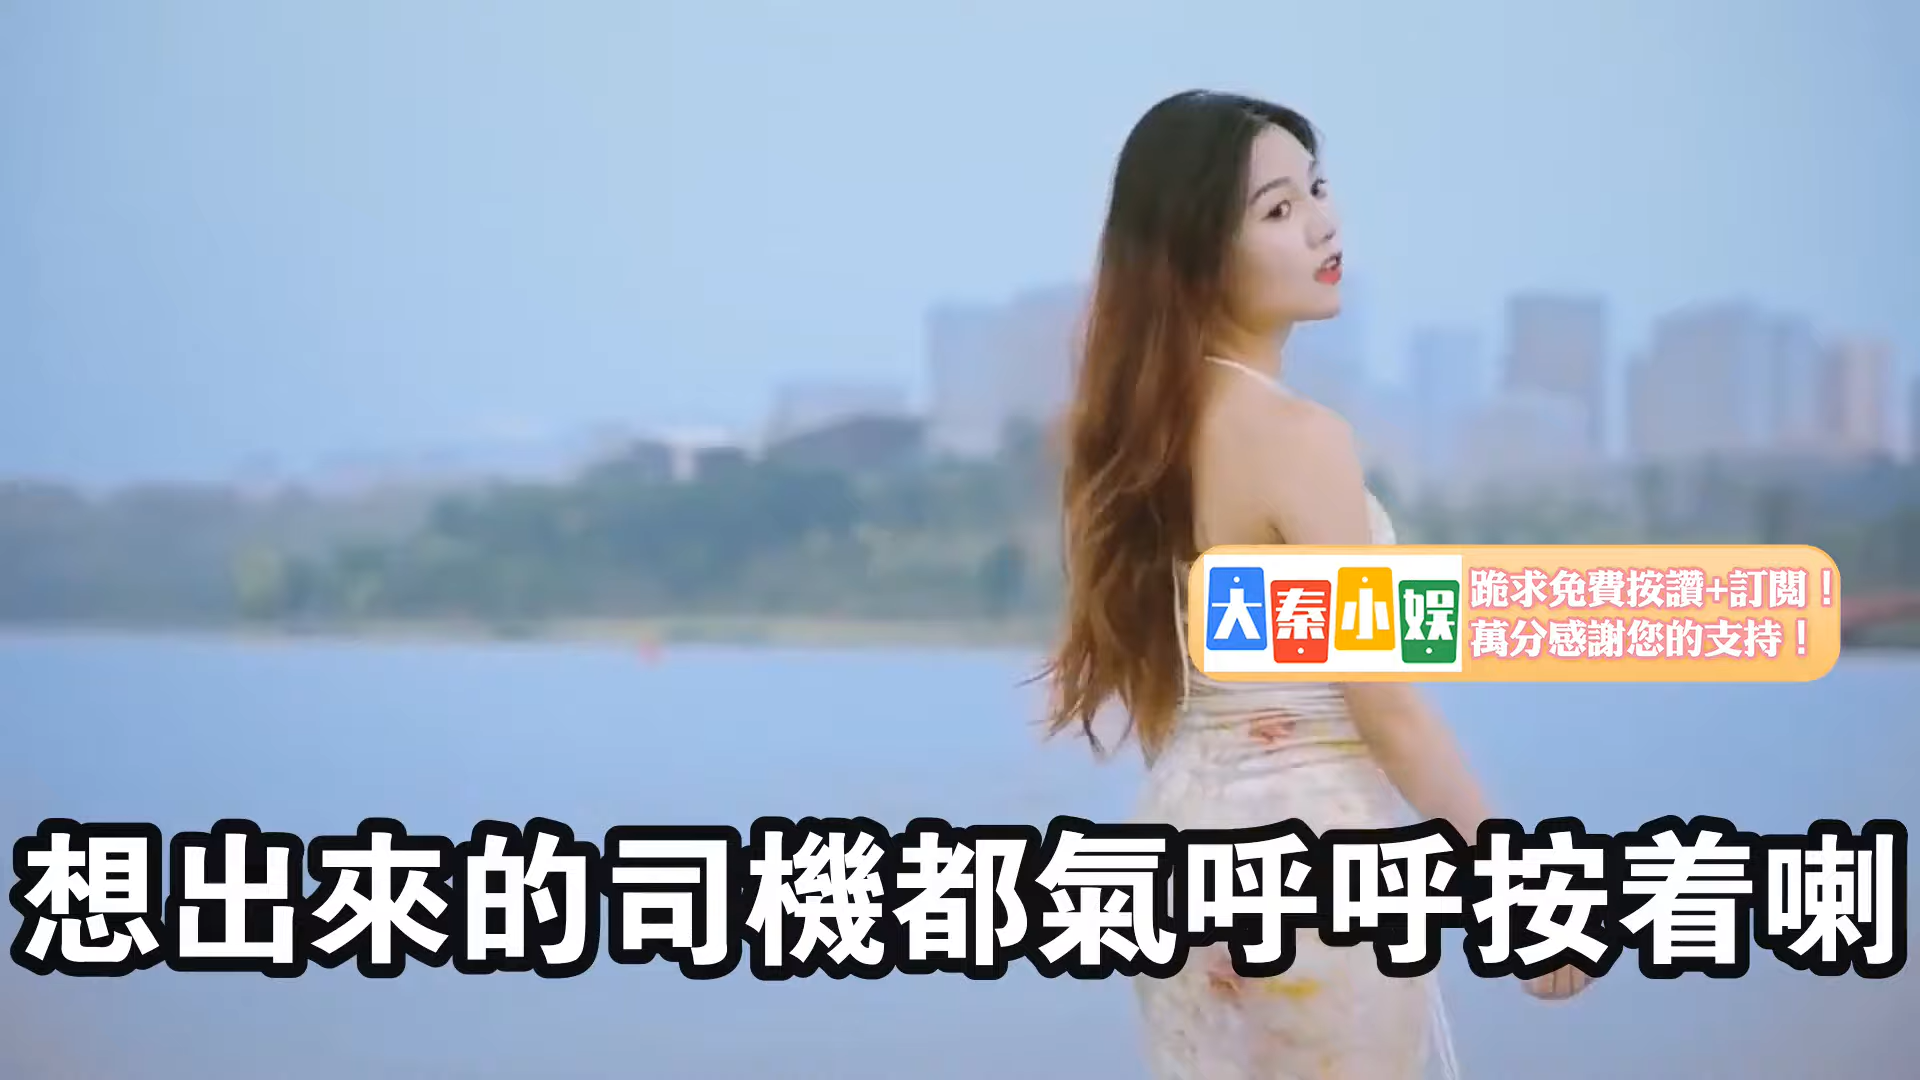 大秦小娱
跪求免費按讚+訂閱！
萬分感謝您的支持！
想出來的司機都氣呼呼按着喇